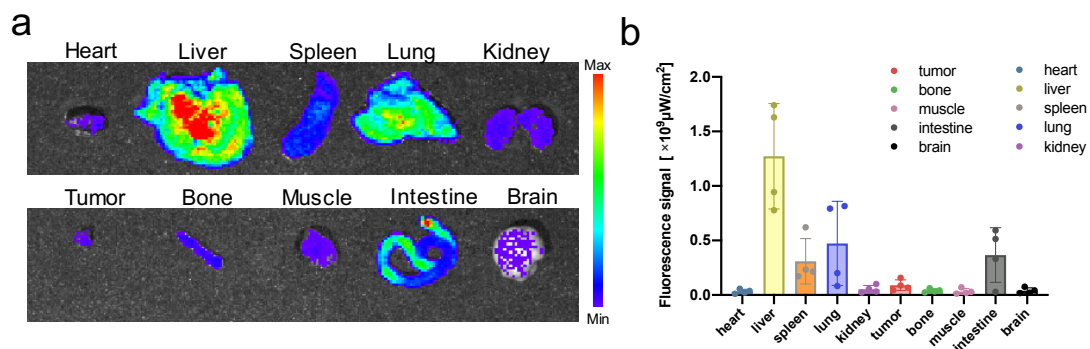 a
Heart Liver Spleen Lung Kidney
Max
Tumor Bone Muscle Intestine Brain
Min
b
Fluorescence signal [ ×10⁹μW/cm²]
2.0
1.5
1.0
0.5
0.0
tumor
bone
muscle
intestine
brain
heart
liver
spleen
lung
kidney
heart
liver
spleen
lung
kidney
tumor
bone
muscle
intestine
brain